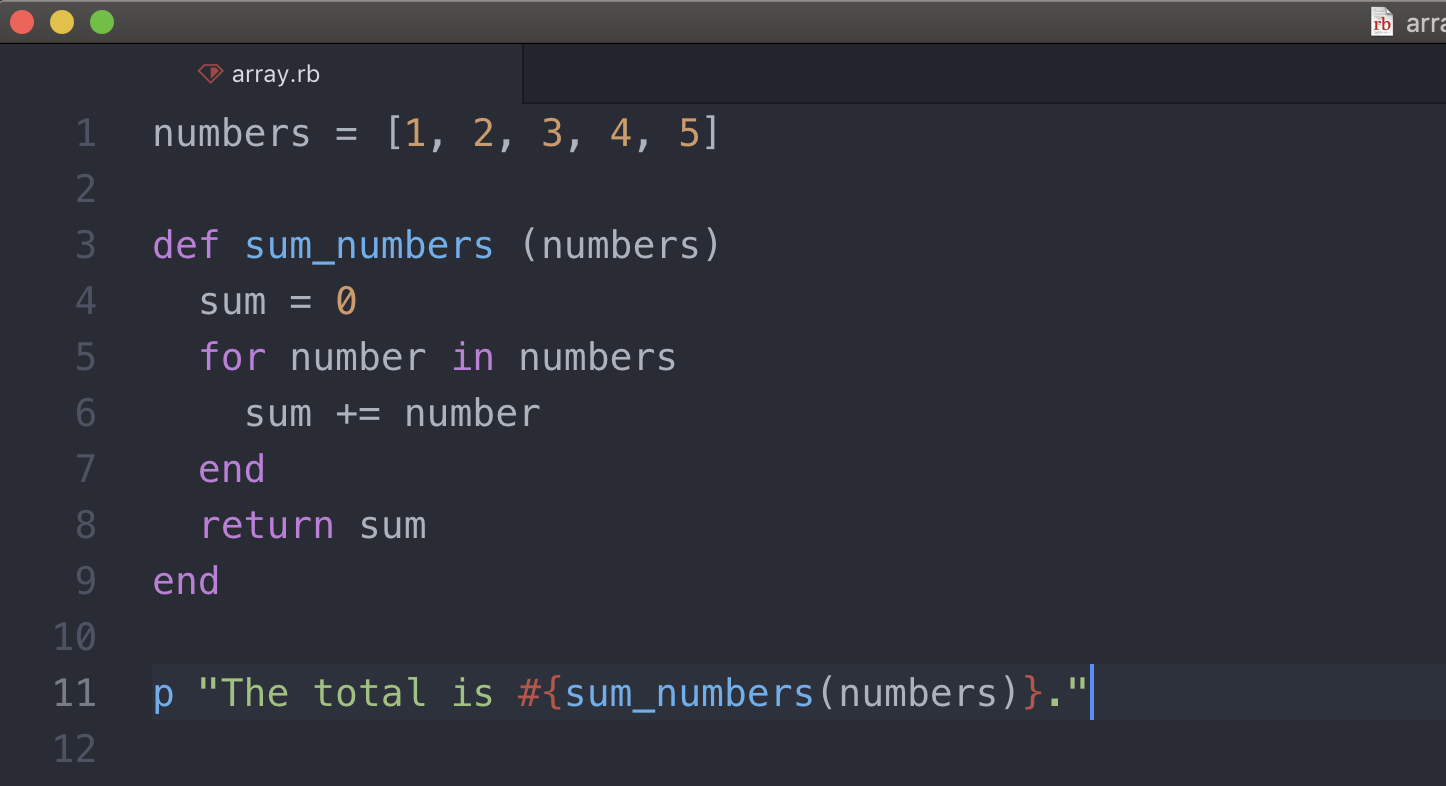 rb arra
array.rb
1 numbers = [1, 2, 3, 4, 5]
2
3 def sum_numbers (numbers)
4   sum = 0
5   for number in numbers
6     sum += number
7   end
8   return sum
9 end
10
11 p "The total is #{sum_numbers(numbers)}."
12